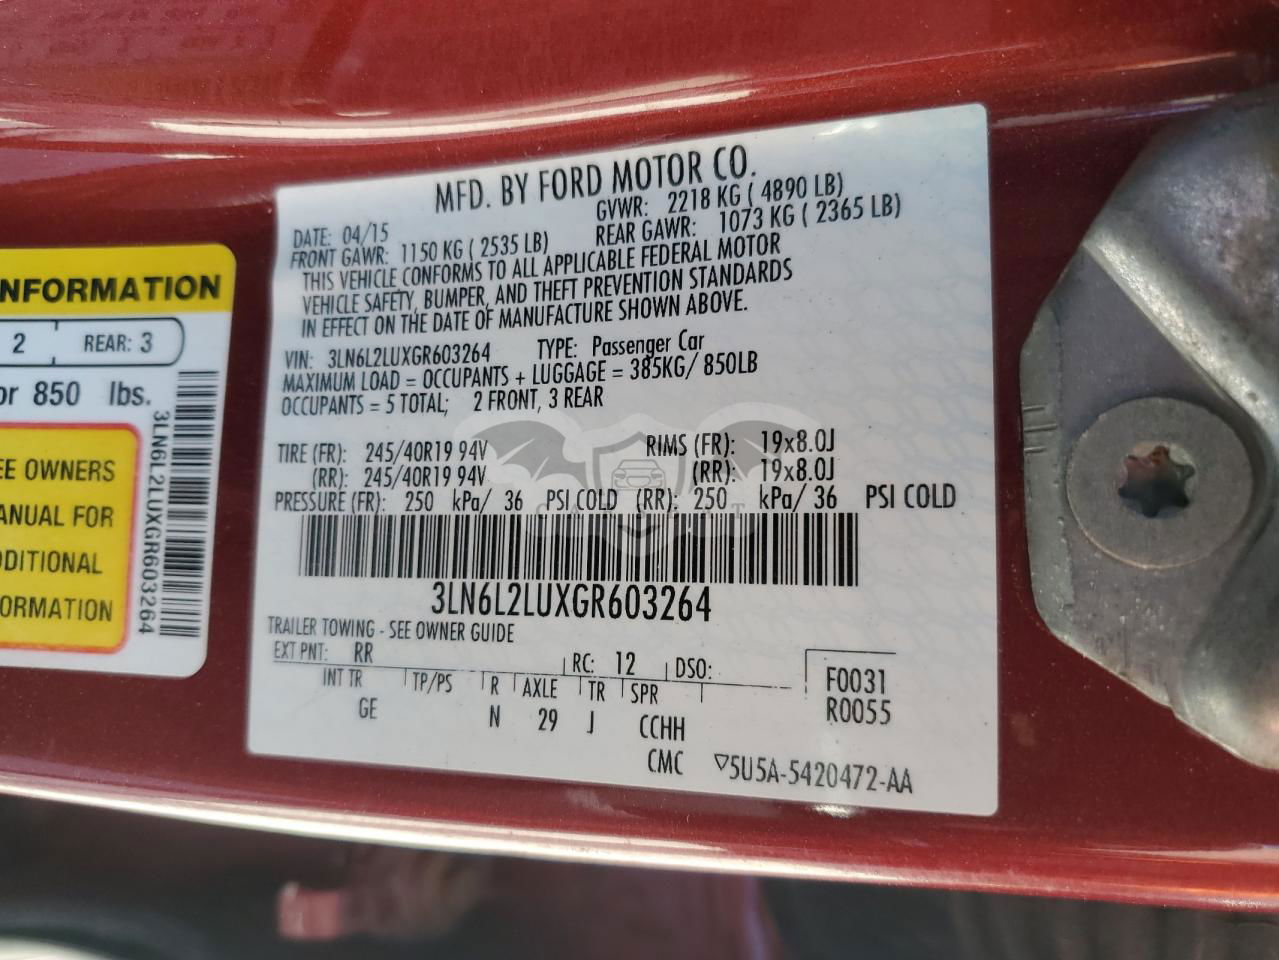 MFD. BY FORD MOTOR CO.
DATE: 04/15 GVWR: 2218 KG ( 4890 LB)
FRONT GAWR: 1150 KG ( 2535 LB) REAR GAWR: 1073 KG ( 2365 LB)
THIS VEHICLE CONFORMS TO ALL APPLICABLE FEDERAL MOTOR
VEHICLE SAFETY, BUMPER, AND THEFT PREVENTION STANDARDS
IN EFFECT ON THE DATE OF MANUFACTURE SHOWN ABOVE.
VIN: 3LN6L2LUXGR603264 TYPE: Passenger Car
MAXIMUM LOAD = OCCUPANTS + LUGGAGE = 385KG/ 850LB
OCCUPANTS = 5 TOTAL; 2 FRONT, 3 REAR
TIRE (FR): 245/40R19 94V RIMS (FR): 19x8.0J
(RR): 245/40R19 94V (RR): 19x8.0J
PRESSURE (FR): 250 kPa/ 36 PSI COLD (RR): 250 kPa/ 36 PSI COLD
3LN6L2LUXGR603264
TRAILER TOWING - SEE OWNER GUIDE
EXT PNT: RR RC: 12 DSO:
INT TR TP/PS R AXLE TR SPR
GE N 29 J CCHH
CMC
F0031
R0055
▽5U5A-5420472-AA
NFORMATION
2 REAR: 3
or 850 lbs.
EE OWNERS
ANUAL FOR
DDITIONAL
NFORMATION
3LN6L2LUXGR603264